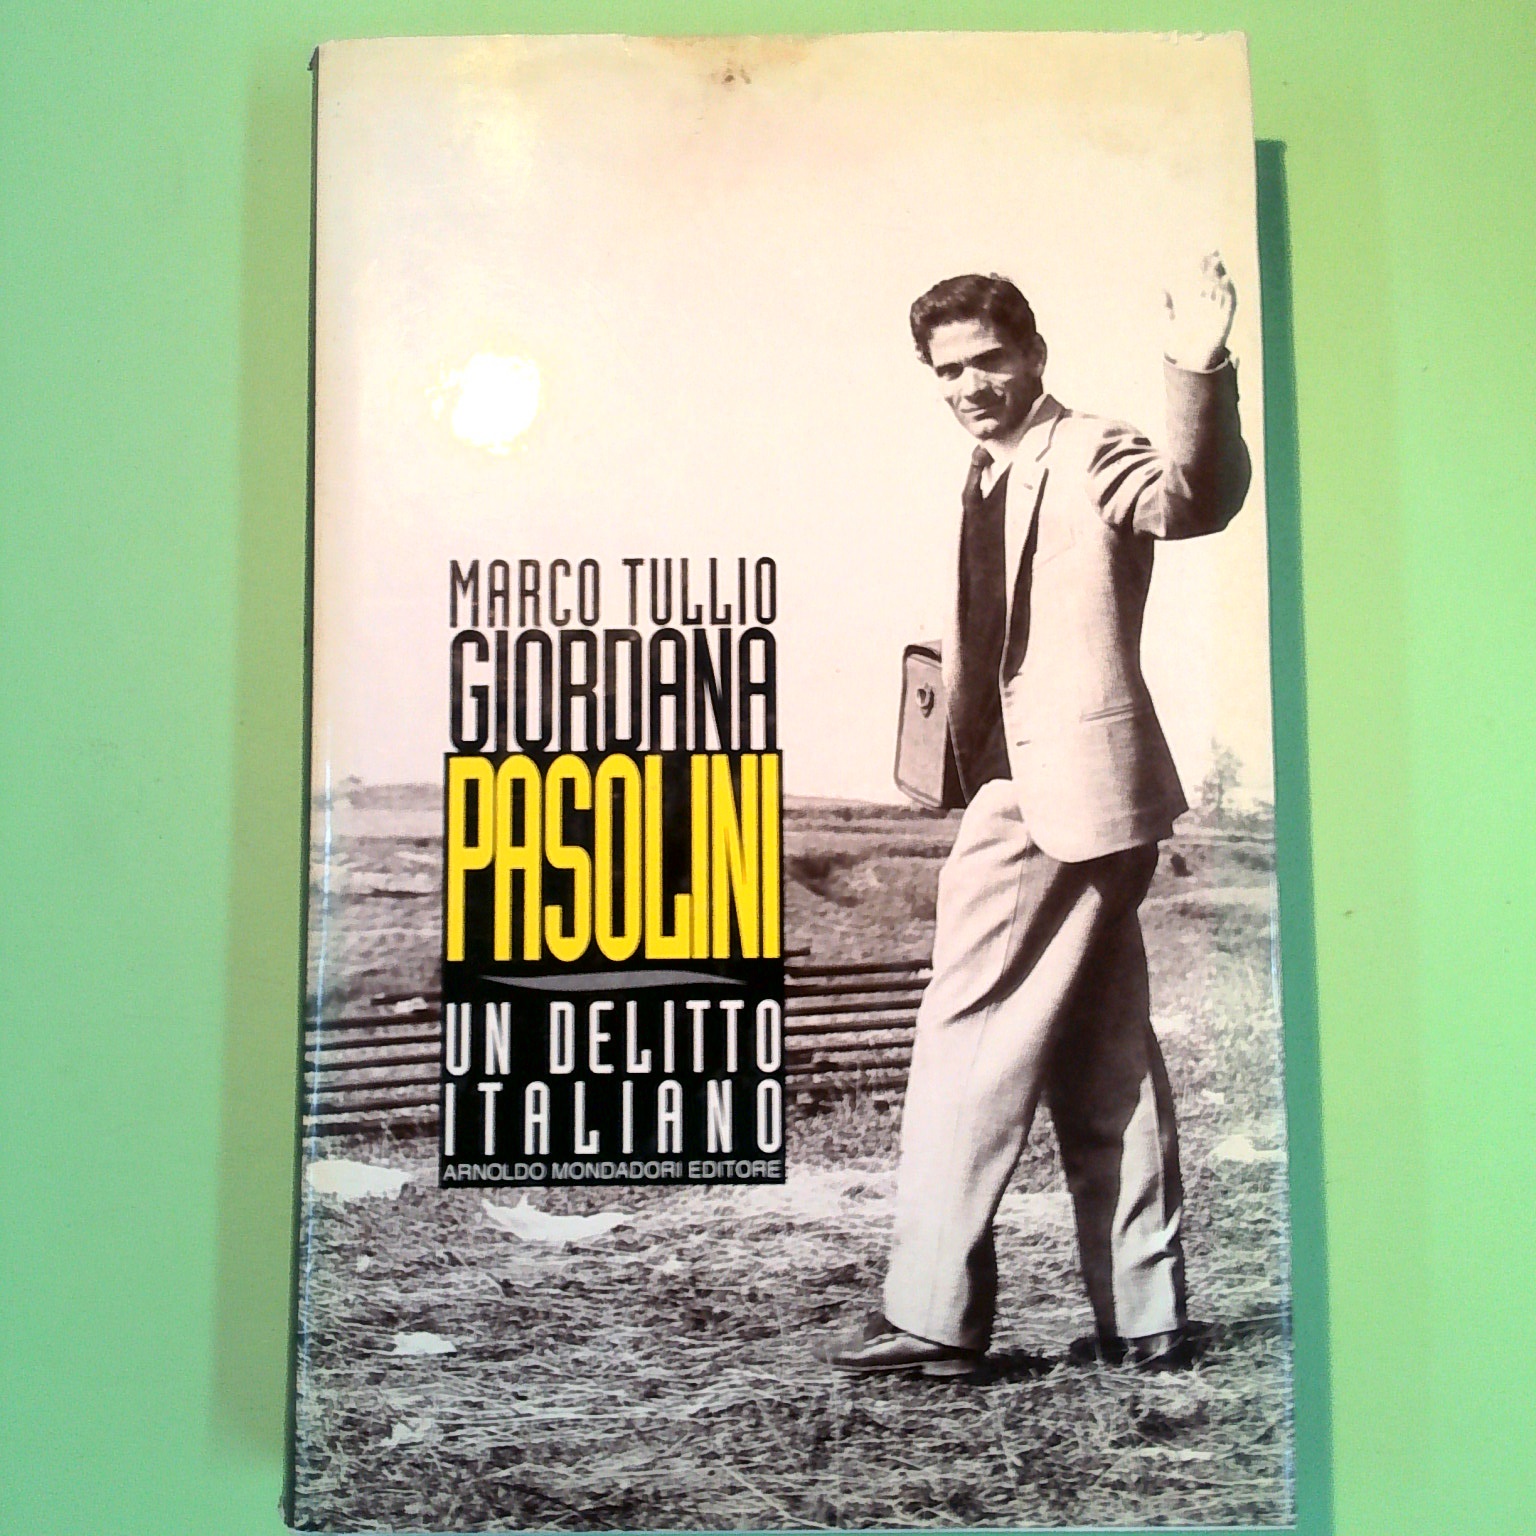 MARCO TULLIO
GIORDANA
PASOLINI
UN DELITTO
ITALIANO
ARNOLDO MONDADORI EDITORE